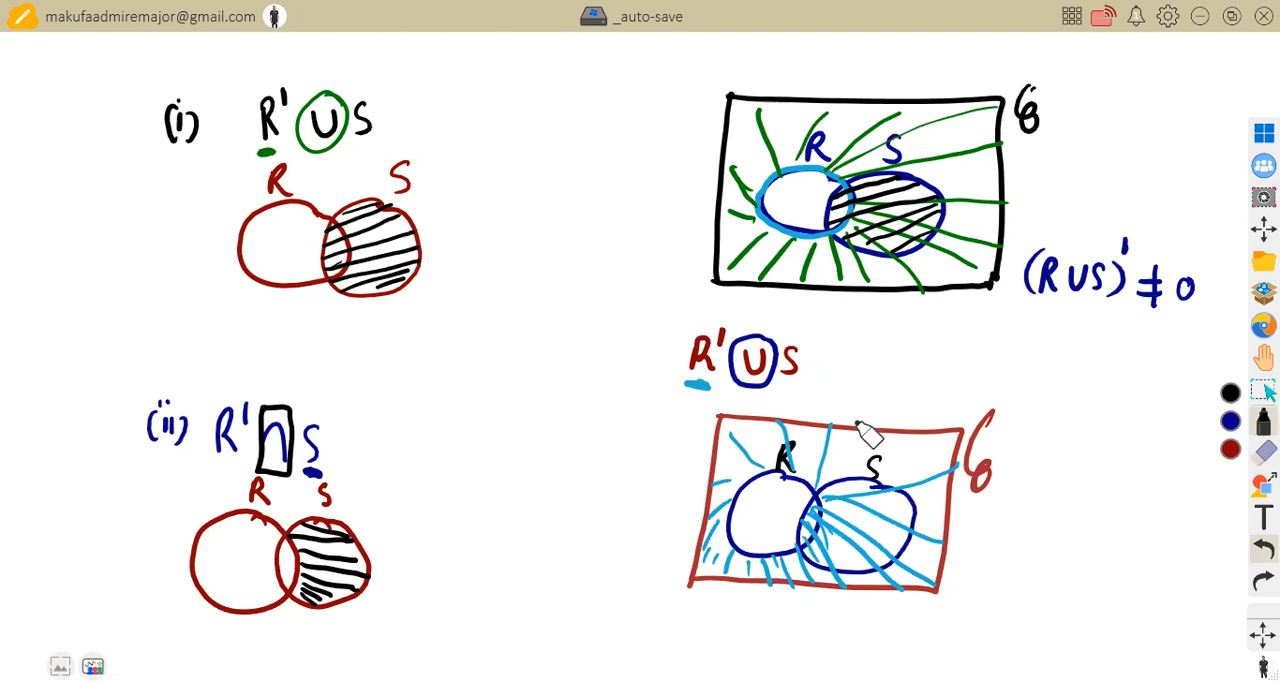 makufaadmiremajor@gmail.com
_auto-save
(i) R' U S
R S
R S
(R U S)' ≠ 0
R' U S
(ii) R' ∩ S
R S
R S
T